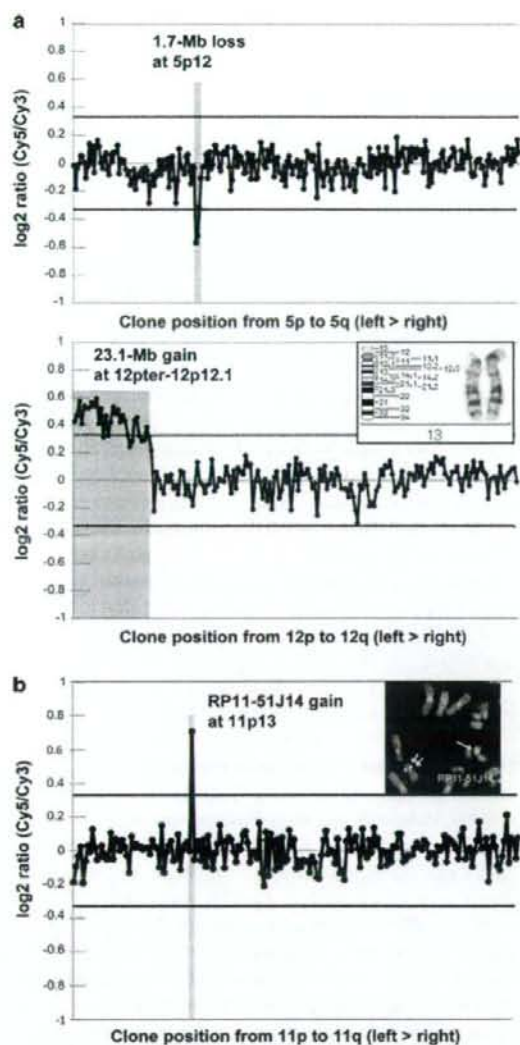 a
1.7-Mb loss
at 5p12
log2 ratio (Cy5/Cy3)
1
0.8
0.6
0.4
0.2
0
-0.2
-0.4
-0.6
-0.8
-1
Clone position from 5p to 5q (left > right)
23.1-Mb gain
at 12pter-12p12.1
log2 ratio (Cy5/Cy3)
1
0.8
0.6
0.4
0.2
0
-0.2
-0.4
-0.6
-0.8
-1
13
Clone position from 12p to 12q (left > right)
b
RP11-51J14 gain
at 11p13
log2 ratio (Cy5/Cy3)
1
0.8
0.6
0.4
0.2
0
-0.2
-0.4
-0.6
-0.8
-1
RP11-51J14
Clone position from 11p to 11q (left > right)